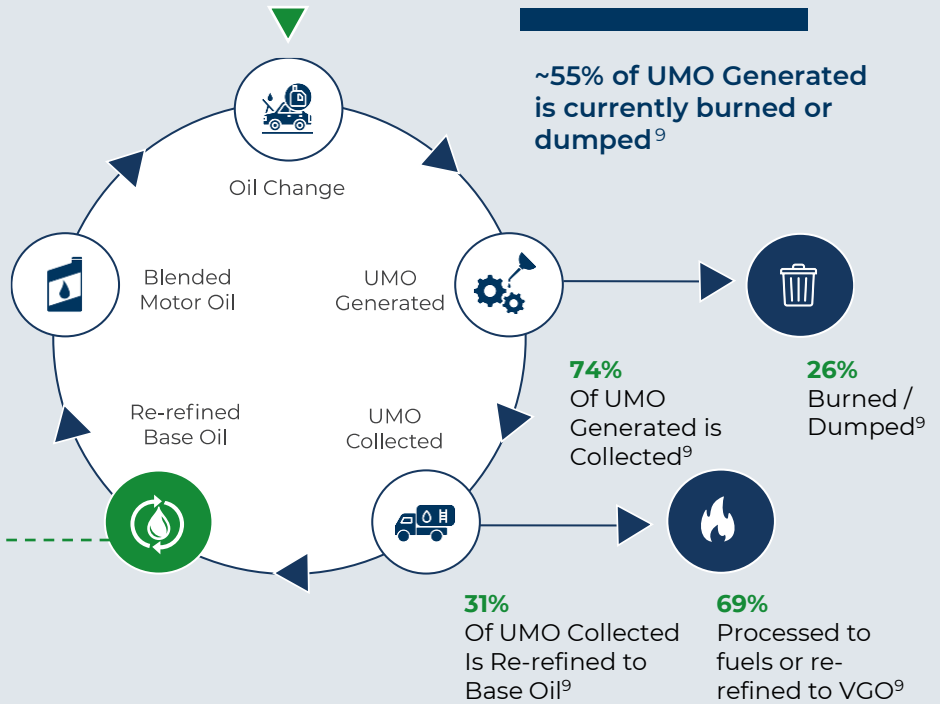 ~55% of UMO Generated
is currently burned or
dumped⁹
Oil Change
Blended
Motor Oil
UMO
Generated
74%
Of UMO
Generated is
Collected⁹
26%
Burned /
Dumped⁹
Re-refined
Base Oil
UMO
Collected
31%
Of UMO Collected
Is Re-refined to
Base Oil⁹
69%
Processed to
fuels or re-
refined to VGO⁹